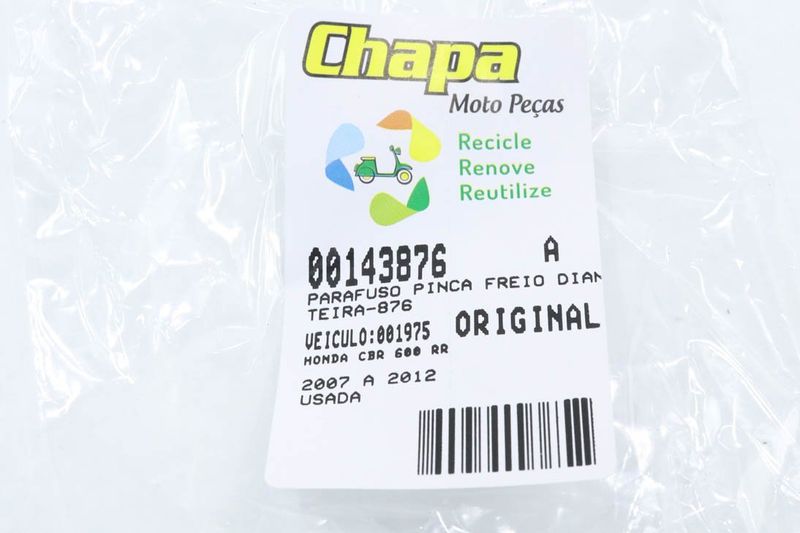 Chapa
Moto Peças
Recicle
Renove
Reutilize
00143876 A
PARAFUSO PINCA FREIO DIAN
TEIRA-876
VEICULO:001975 ORIGINAL
HONDA CBR 600 RR
2007 A 2012
USADA